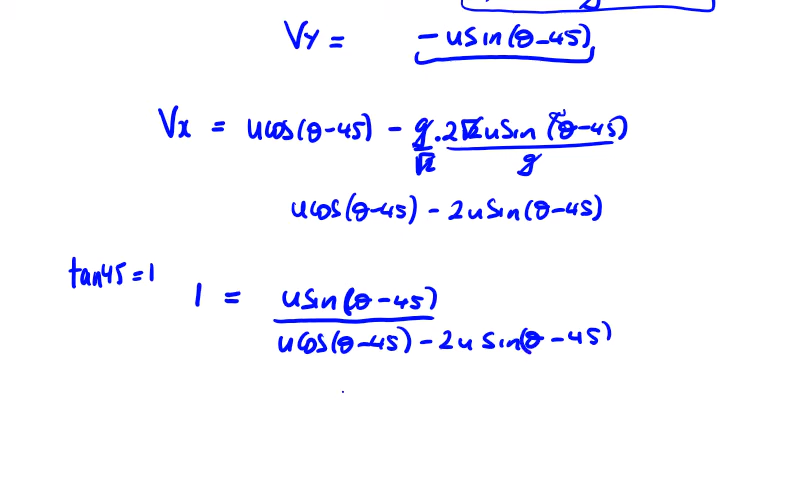 Vy = -usin(θ-45)
Vx = ucos(θ-45) - g/√2 . 2√2usin(θ-45)/g
ucos(θ-45) - 2usin(θ-45)
tan45=1
1 = usin(θ-45)/ucos(θ-45)-2usin(θ-45)